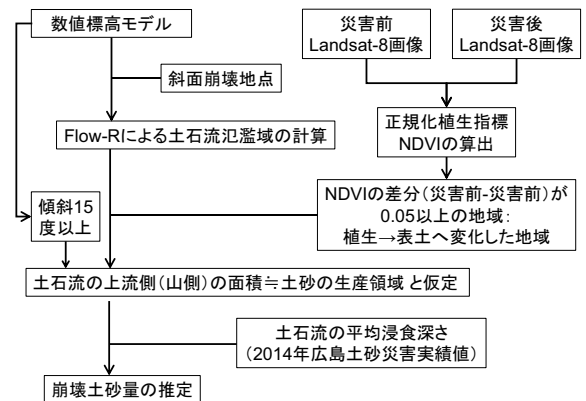 数値標高モデル
災害前
Landsat-8画像
災害後
Landsat-8画像
斜面崩壊地点
Flow-Rによる土石流氾濫域の計算
正規化植生指標
NDVIの算出
傾斜15
度以上
NDVIの差分(災害前-災害前)が
0.05以上の地域:
植生→表土へ変化した地域
土石流の上流側(山側)の面積≒土砂の生産領域 と仮定
土石流の平均浸食深さ
(2014年広島土砂災害実績値)
崩壊土砂量の推定